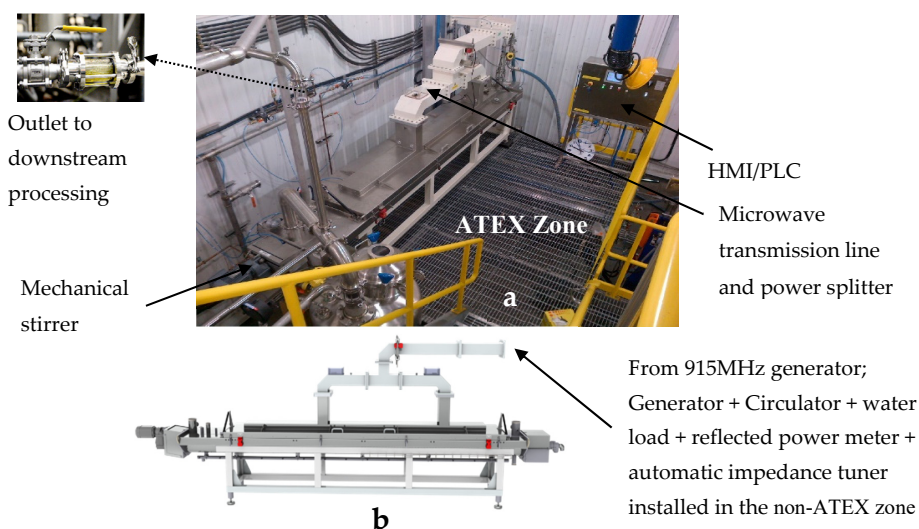 Outlet to
downstream
processing
HMI/PLC
ATEX Zone
Microwave
transmission line
and power splitter
Mechanical
stirrer
a
From 915MHz generator;
Generator + Circulator + water
load + reflected power meter +
automatic impedance tuner
installed in the non-ATEX zone
b